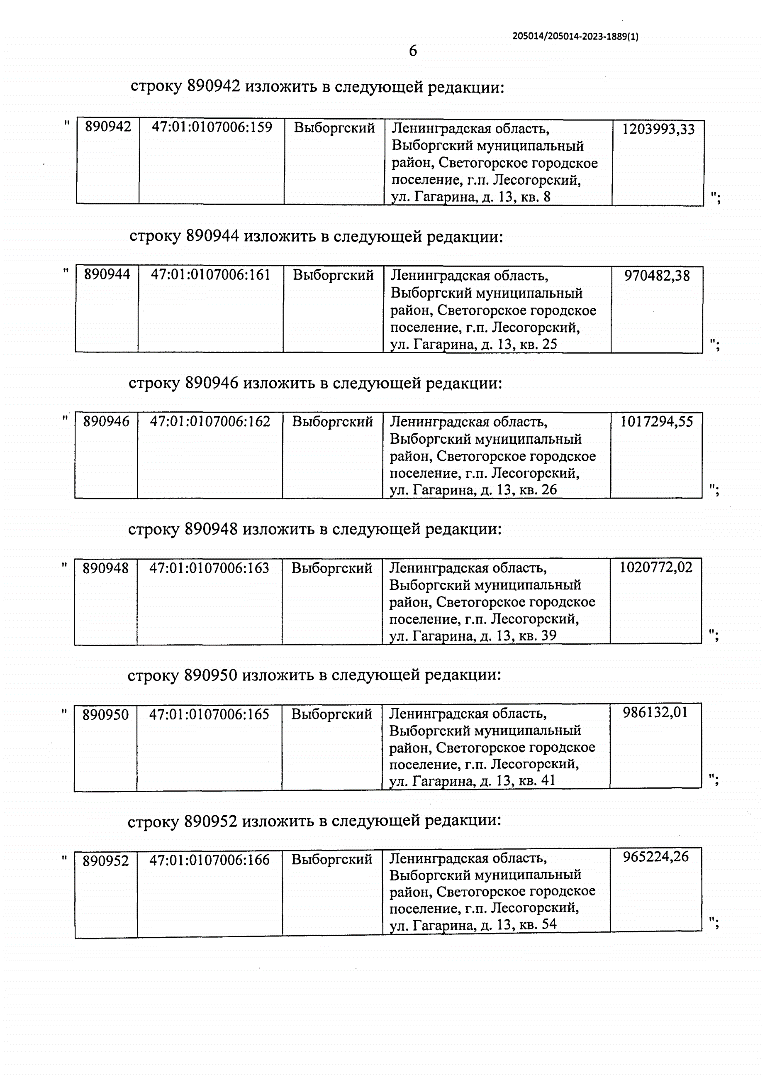 205014/205014-2023-1889(1)
6
строку 890942 изложить в следующей редакции:
" 890942 47:01:0107006:159 Выборгский Ленинградская область, 1203993,33
Выборгский муниципальный
район, Светогорское городское
поселение, г.п. Лесогорский,
ул. Гагарина, д. 13, кв. 8 ";
строку 890944 изложить в следующей редакции:
" 890944 47:01:0107006:161 Выборгский Ленинградская область, 970482,38
Выборгский муниципальный
район, Светогорское городское
поселение, г.п. Лесогорский,
ул. Гагарина, д. 13, кв. 25 ";
строку 890946 изложить в следующей редакции:
" 890946 47:01:0107006:162 Выборгский Ленинградская область, 1017294,55
Выборгский муниципальный
район, Светогорское городское
поселение, г.п. Лесогорский,
ул. Гагарина, д. 13, кв. 26 ";
строку 890948 изложить в следующей редакции:
" 890948 47:01:0107006:163 Выборгский Ленинградская область, 1020772,02
Выборгский муниципальный
район, Светогорское городское
поселение, г.п. Лесогорский,
ул. Гагарина, д. 13, кв. 39 ";
строку 890950 изложить в следующей редакции:
" 890950 47:01:0107006:165 Выборгский Ленинградская область, 986132,01
Выборгский муниципальный
район, Светогорское городское
поселение, г.п. Лесогорский,
ул. Гагарина, д. 13, кв. 41 ";
строку 890952 изложить в следующей редакции:
" 890952 47:01:0107006:166 Выборгский Ленинградская область, 965224,26
Выборгский муниципальный
район, Светогорское городское
поселение, г.п. Лесогорский,
ул. Гагарина, д. 13, кв. 54 ";